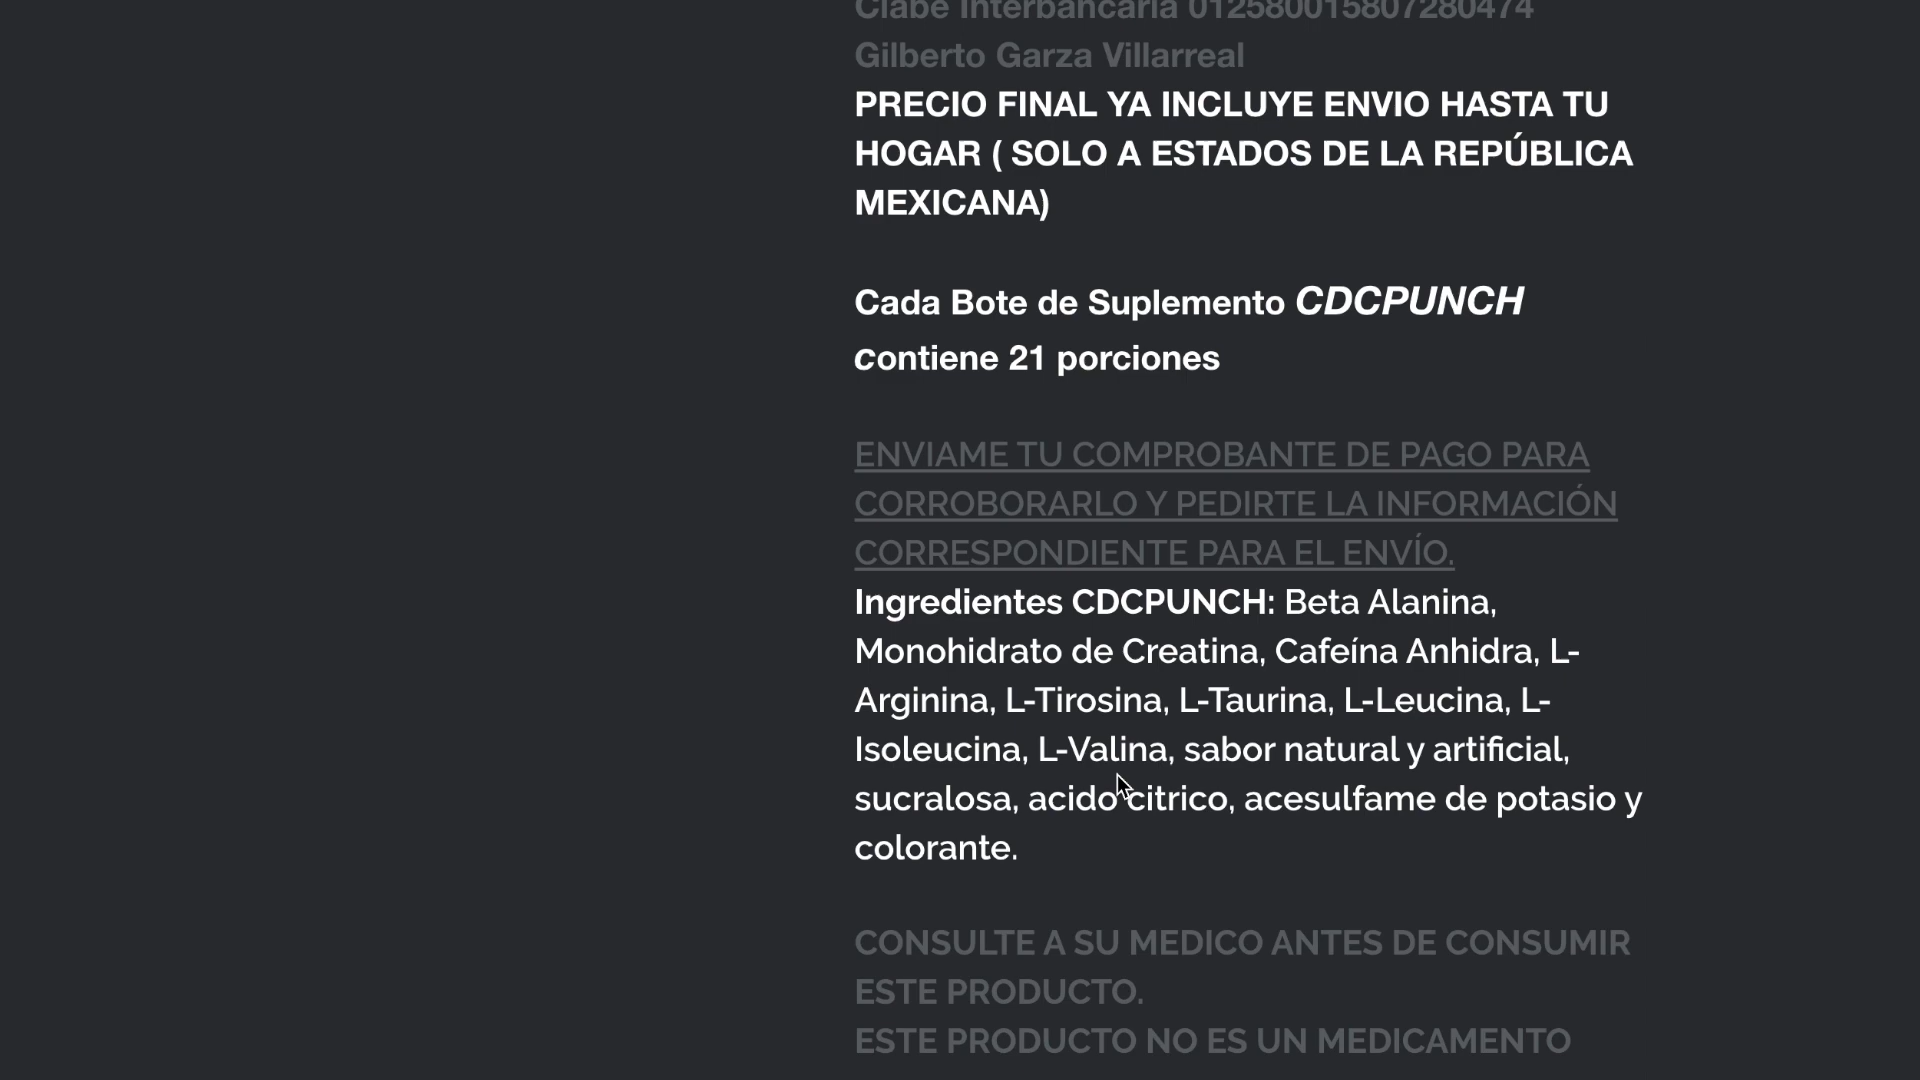 Clabe Interbancaria 012580015807280474
Gilberto Garza Villarreal
PRECIO FINAL YA INCLUYE ENVIO HASTA TU
HOGAR ( SOLO A ESTADOS DE LA REPÚBLICA
MEXICANA)
Cada Bote de Suplemento CDCPUNCH
contiene 21 porciones
ENVIAME TU COMPROBANTE DE PAGO PARA
CORROBORARLO Y PEDIRTE LA INFORMACIÓN
CORRESPONDIENTE PARA EL ENVÍO.
Ingredientes CDCPUNCH: Beta Alanina,
Monohidrato de Creatina, Cafeína Anhidra, L-
Arginina, L-Tirosina, L-Taurina, L-Leucina, L-
Isoleucina, L-Valina, sabor natural y artificial,
sucralosa, acido citrico, acesulfame de potasio y
colorante.
CONSULTE A SU MEDICO ANTES DE CONSUMIR
ESTE PRODUCTO.
ESTE PRODUCTO NO ES UN MEDICAMENTO